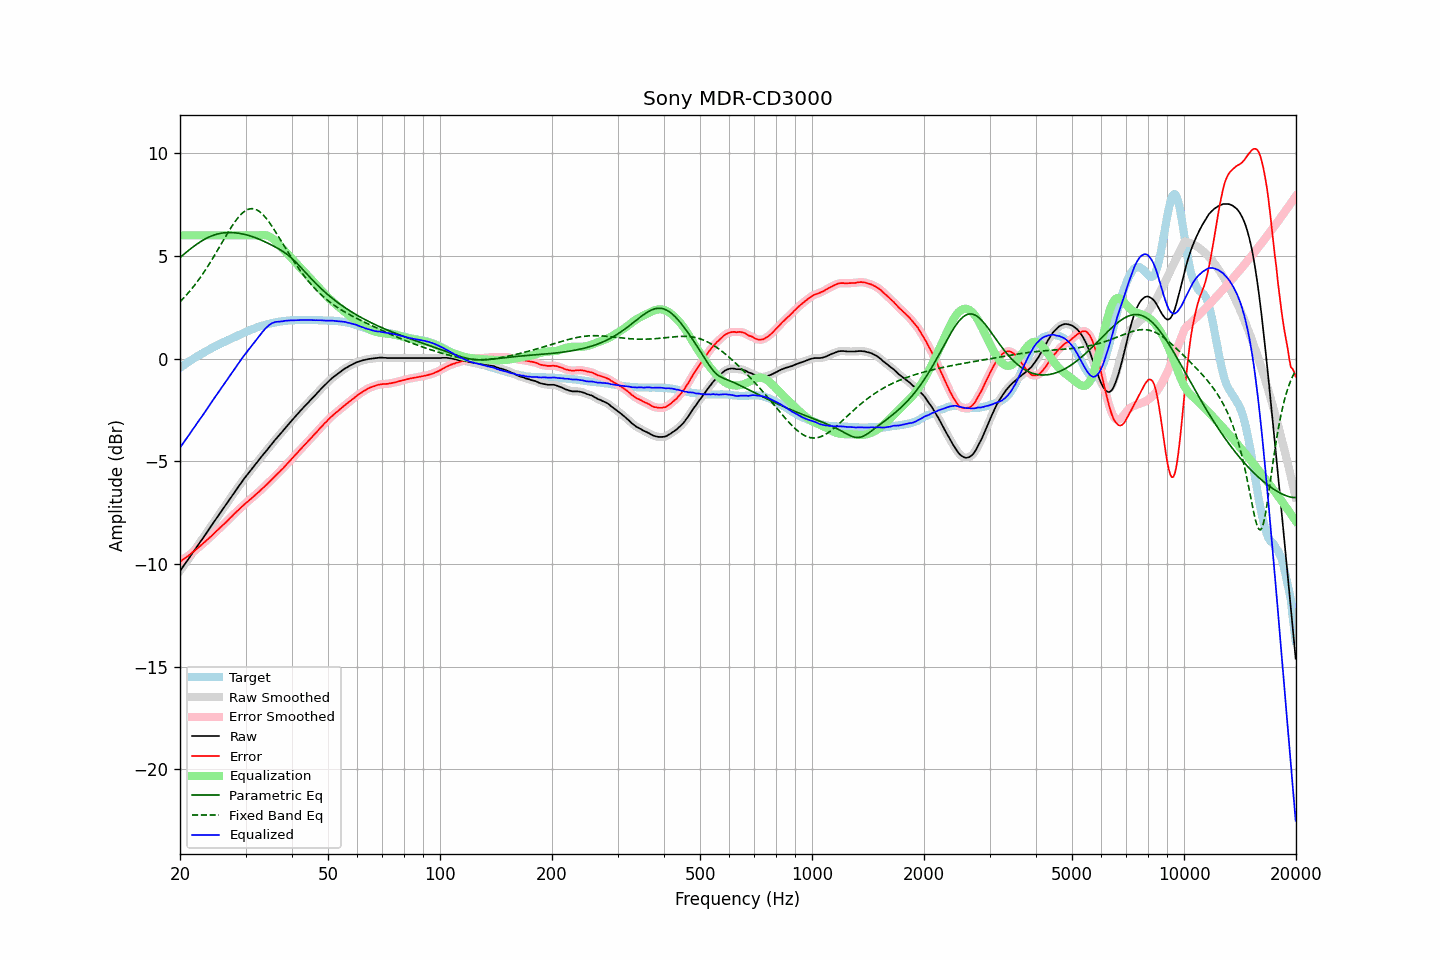 Sony MDR-CD3000
Amplitude (dBr)
10
5
0
−5
−10
−15
−20
Target
Raw Smoothed
Error Smoothed
Raw
Error
Equalization
Parametric Eq
Fixed Band Eq
Equalized
20 50 100 200 500 1000 2000 5000 10000 20000
Frequency (Hz)